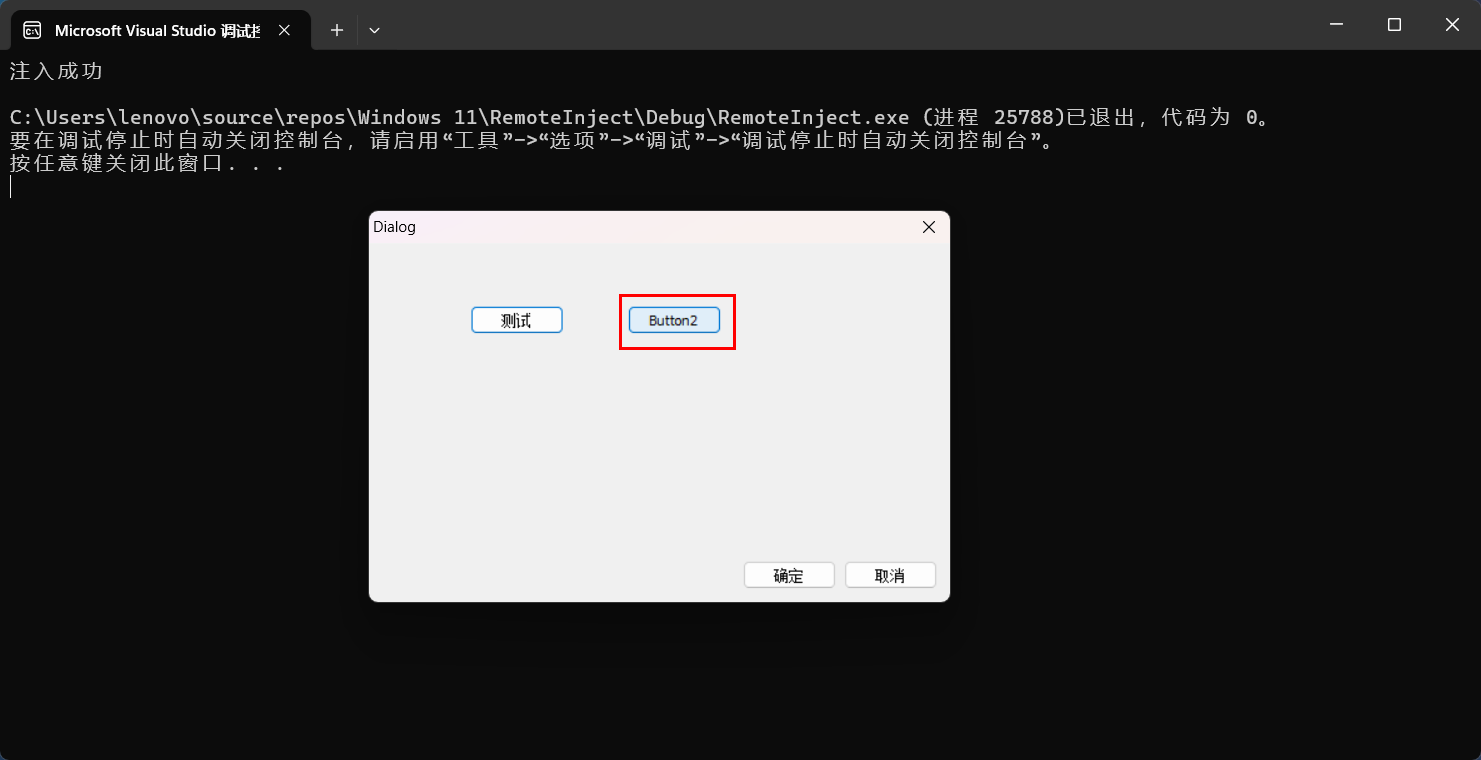 Microsoft Visual Studio 调试
注入成功
C:\Users\lenovo\source\repos\Windows 11\RemoteInject\Debug\RemoteInject.exe (进程 25788)已退出，代码为 0。
要在调试停止时自动关闭控制台，请启用“工具”->“选项”->“调试”->“调试停止时自动关闭控制台”。
按任意键关闭此窗口. . .
Dialog
测试
Button2
确定
取消